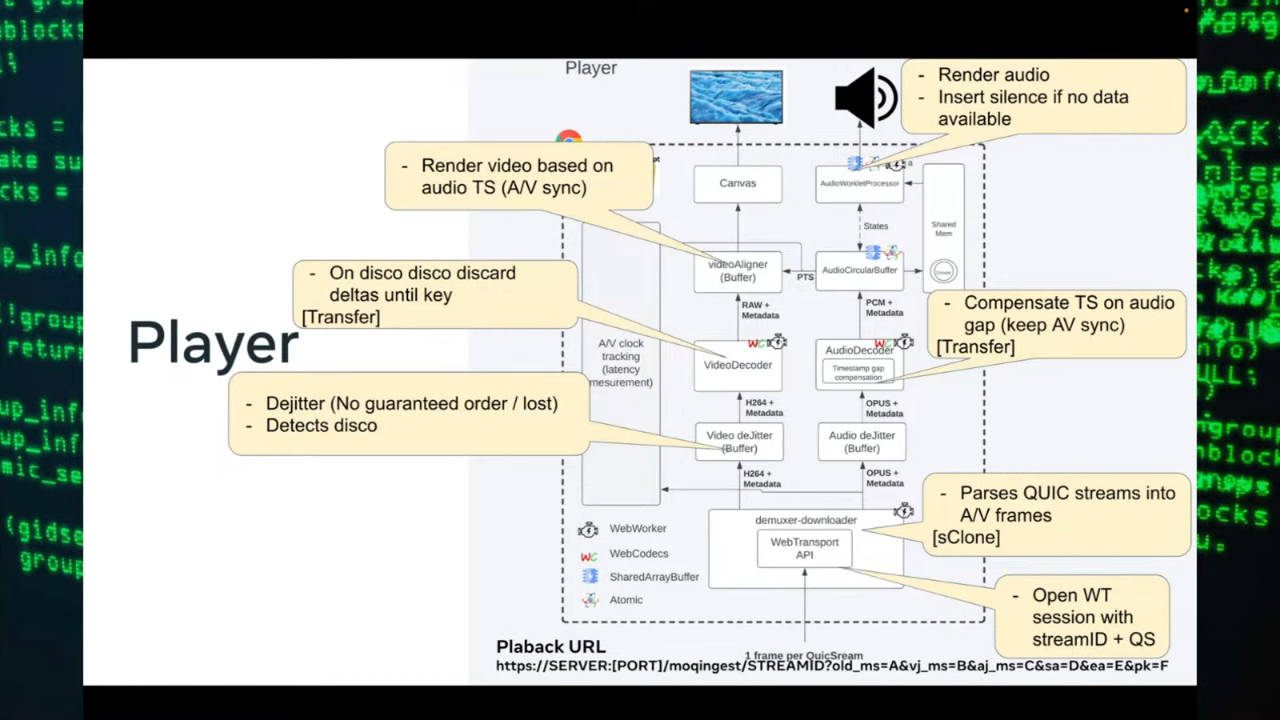 Player
- Render audio
- Insert silence if no data
available
- Render video based on
audio TS (A/V sync)
Canvas
AudioWorkletProcessor
States
Shared
Mem
videoAligner
(Buffer)
PTS
AudioCircularBuffer
Circular
- On disco disco discard
deltas until key
[Transfer]
RAW +
Metadata
PCM +
Metadata
- Compensate TS on audio
gap (keep AV sync)
[Transfer]
Player
A/V clock
tracking
(latency
mesurement)
WC
VideoDecoder
WC
AudioDecoder
Timestamp gap
compensation
- Dejitter (No guaranteed order / lost)
- Detects disco
H264 +
Metadata
OPUS +
Metadata
Video deJitter
(Buffer)
Audio deJitter
(Buffer)
H264 +
Metadata
OPUS +
Metadata
- Parses QUIC streams into
A/V frames
[sClone]
demuxer-downloader
WebTransport
API
WebWorker
WC WebCodecs
SharedArrayBuffer
Atomic
- Open WT
session with
streamID + QS
Plaback URL
1 frame per QuicSream
https://SERVER:[PORT]/moqingest/STREAMID?old_ms=A&vj_ms=B&aj_ms=C&sa=D&ea=E&pk=F